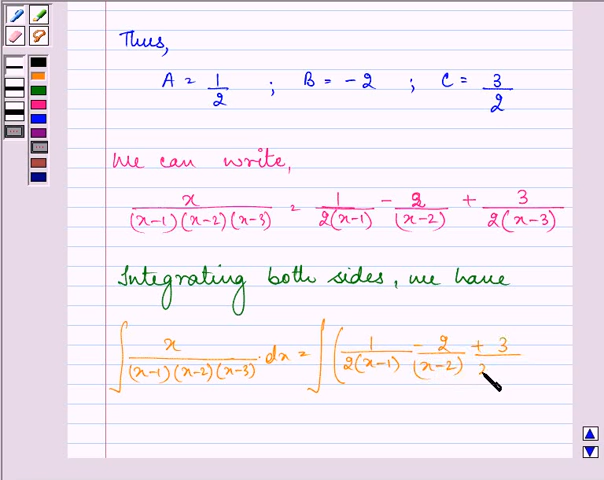 Thus,
A = 1/2 ; B = -2 ; C = 3/2
We can write,
x/((x-1)(x-2)(x-3)) = 1/(2(x-1)) - 2/(x-2) + 3/(2(x-3))
Integrating both sides, we have
∫ x/((x-1)(x-2)(x-3)) · dx = ∫ (1/(2(x-1)) - 2/(x-2) + 3/